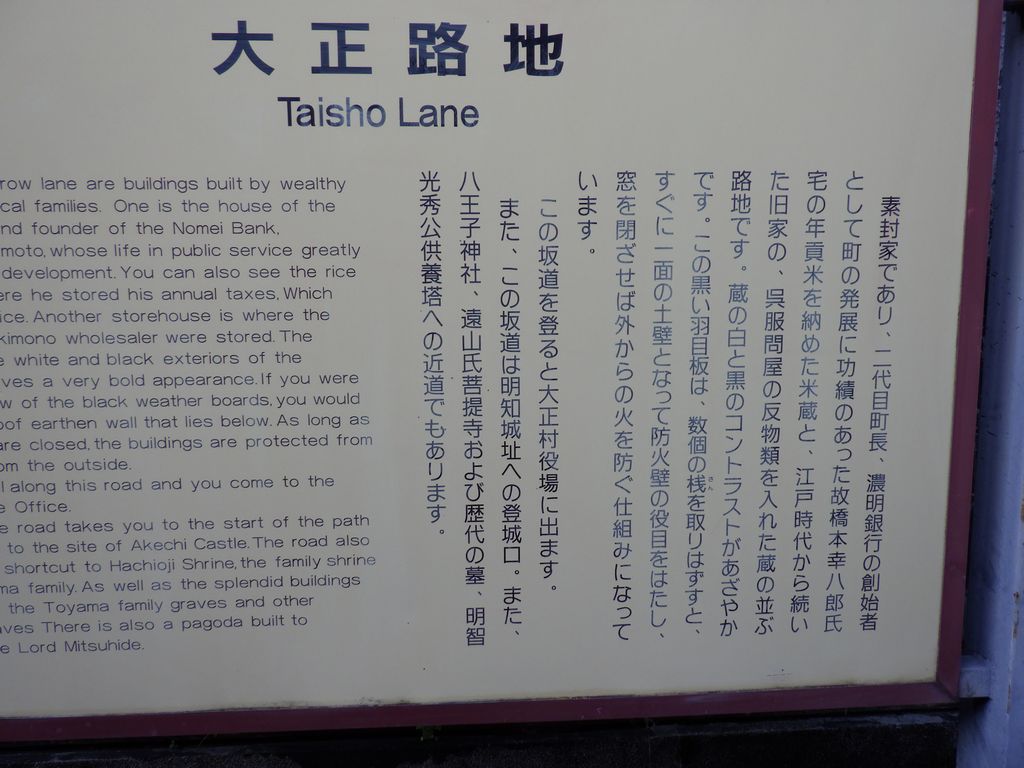 大正路地
Taisho Lane
素封家であり、二代目町長、濃明銀行の創始者
として町の発展に功績のあった故橋本幸八郎氏
宅の年貢米を納めた米蔵と、江戸時代から続い
た旧家の、呉服問屋の反物類を入れた蔵の並ぶ
路地です。蔵の白と黒のコントラストがあざやか
です。この黒い羽目板は、数個の桟を取りはずすと、
さん
すぐに一面の土壁となって防火壁の役目をはたし、
窓を閉ざせば外からの火を防ぐ仕組みになって
います。
この坂道を登ると大正村役場に出ます。
また、この坂道は明知城址への登城口。また、
八王子神社、遠山氏菩提寺および歴代の墓、明智
光秀公供養塔への近道でもあります。
row lane are buildings built by wealthy
cal families. One is the house of the
nd founder of the Nomei Bank,
moto, whose life in public service greatly
development. You can also see the rice
ere he stored his annual taxes, Which
ice. Another storehouse is where the
kimono wholesaler were stored. The
e white and black exteriors of the
ves a very bold appearance. If you were
w of the black weather boards, you would
oof earthen wall that lies below. As long as
are closed, the buildings are protected from
om the outside.
l along this road and you come to the
e Office.
e road takes you to the start of the path
to the site of Akechi Castle. The road also
shortcut to Hachioji Shrine, the family shrine
ma family. As well as the splendid buildings
the Toyama family graves and other
aves There is also a pagoda built to
e Lord Mitsuhide.